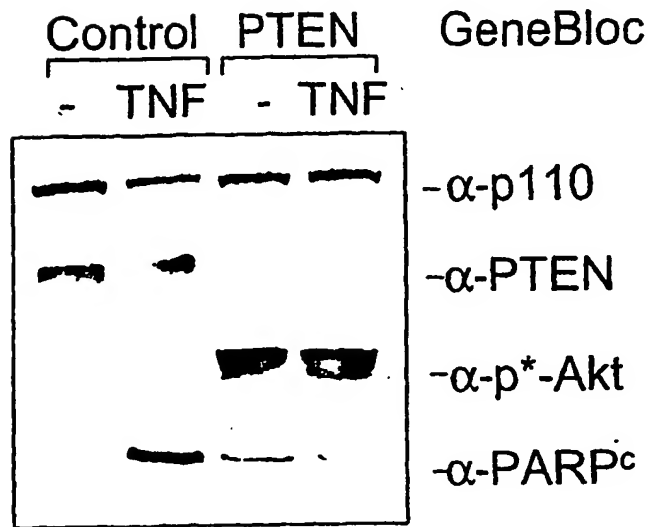 Control PTEN GeneBloc
- TNF - TNF
-α-p110
-α-PTEN
-α-p*-Akt
-α-PARPc